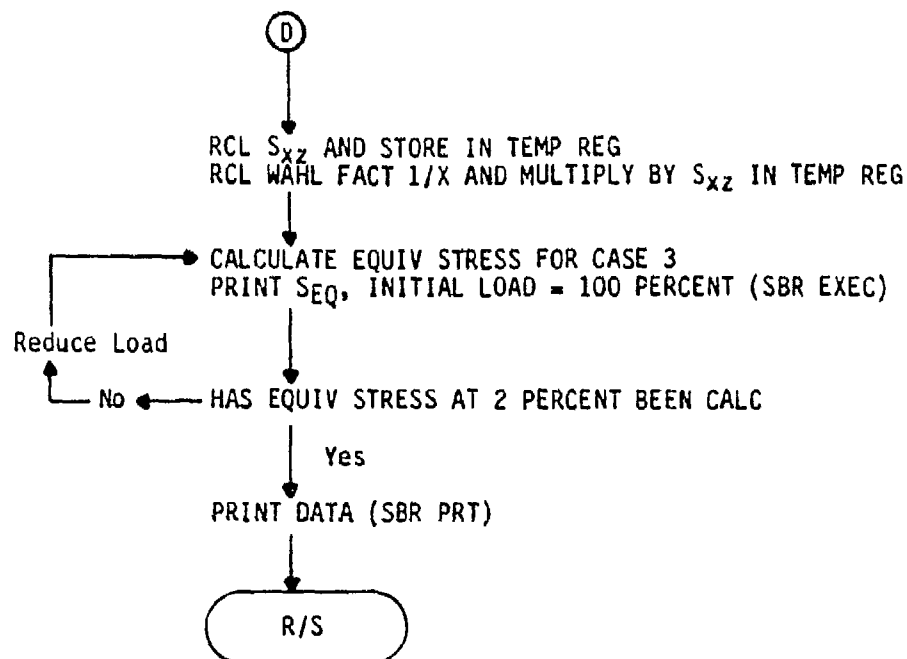 D
RCL S_XZ AND STORE IN TEMP REG
RCL WAHL FACT 1/X AND MULTIPLY BY S_XZ IN TEMP REG
CALCULATE EQUIV STRESS FOR CASE 3
PRINT S_EQ, INITIAL LOAD = 100 PERCENT (SBR EXEC)
Reduce Load
No
HAS EQUIV STRESS AT 2 PERCENT BEEN CALC
Yes
PRINT DATA (SBR PRT)
R/S